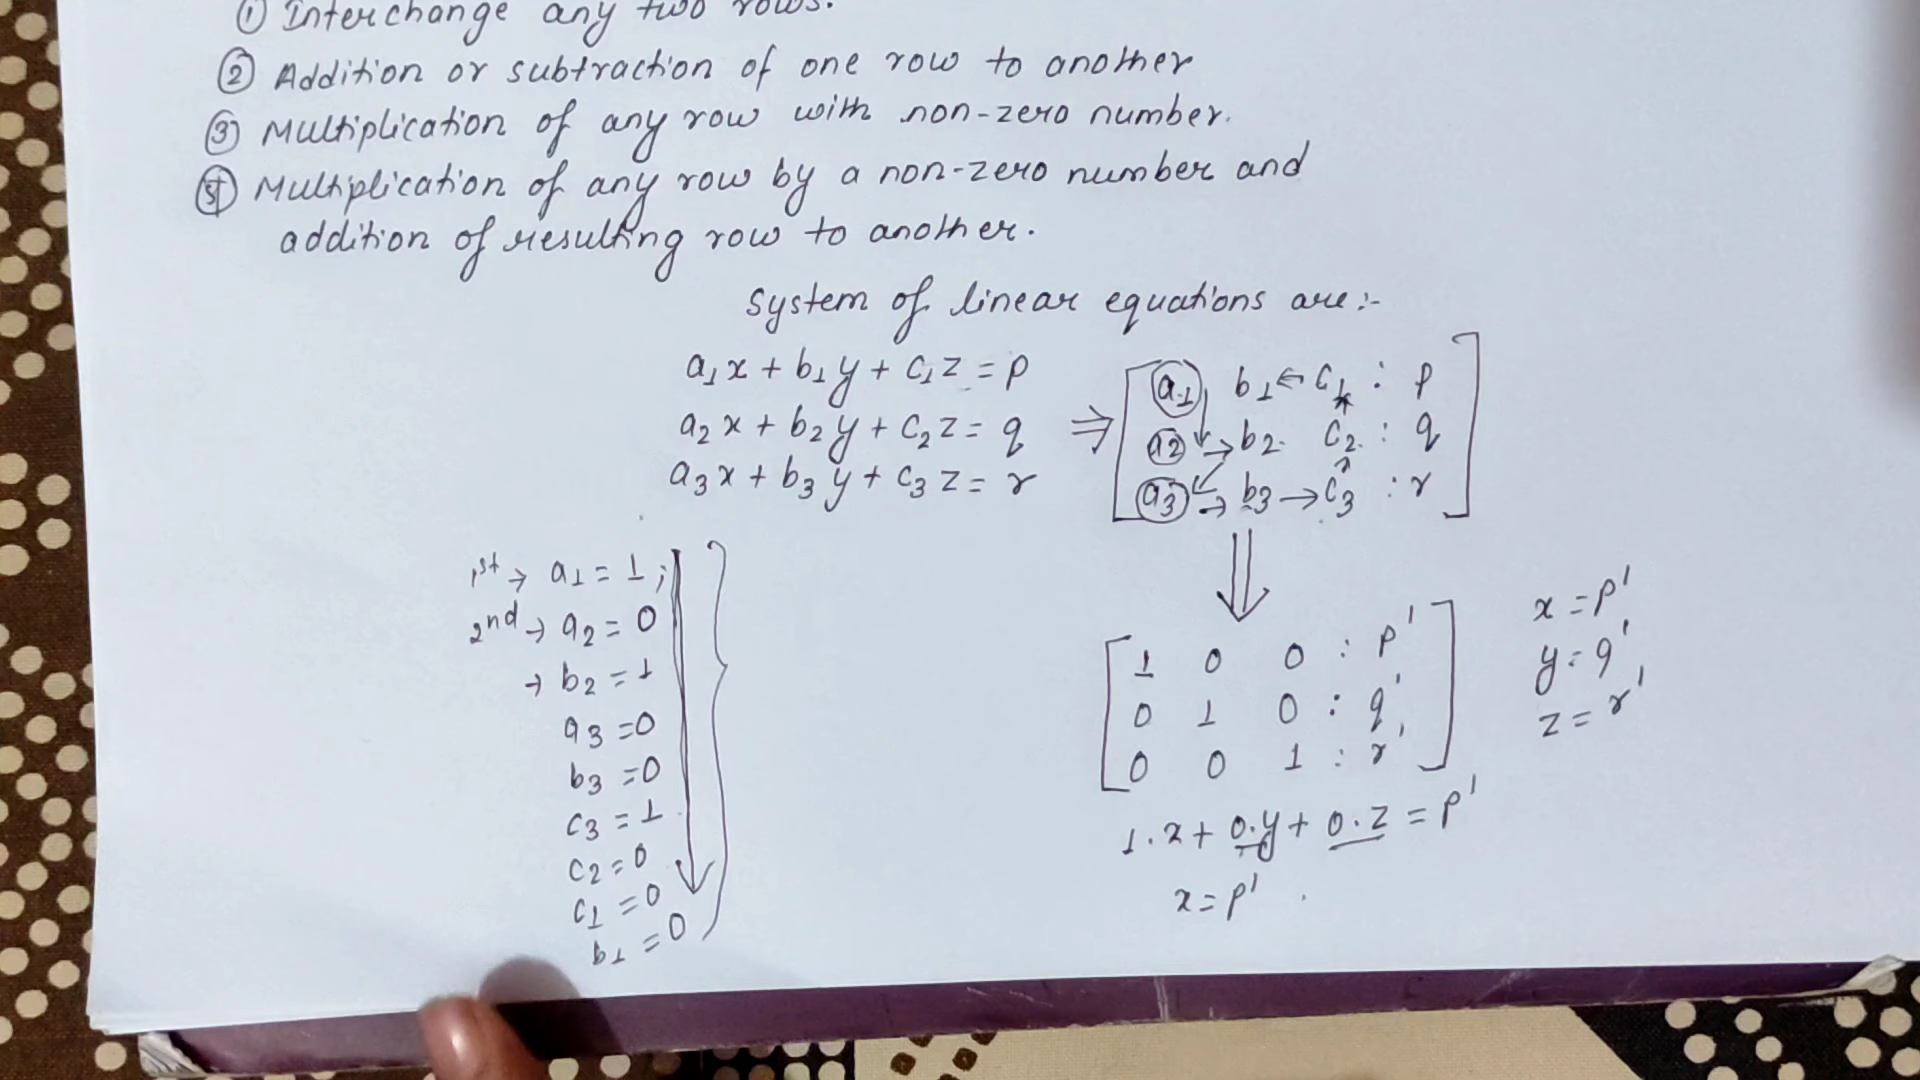 ① Interchange any two rows.
② Addition or subtraction of one row to another
③ Multiplication of any row with non-zero number.
Multiplication of any row by a non-zero number and
addition of resulting row to another.
System of linear equations are:-
a₁x + b₁y + c₁z = p
a₂x + b₂y + c₂z = q
a₃x + b₃y + c₃z = r
⇒
a₁ b₁ ← c₁ : p
a₂ → b₂ c₂ : q
a₃ → b₃ → c₃ : r
⇓
1st → a₁ = 1;
2nd → a₂ = 0
→ b₂ = 1
a₃ = 0
b₃ = 0
c₃ = 1
c₂ = 0
c₁ = 0
b₁ = 0
1 0 0 : p'
0 1 0 : q'
0 0 1 : r'
x = p'
y = q'
z = r'
1.x + 0.y + 0.z = p'
x = p'